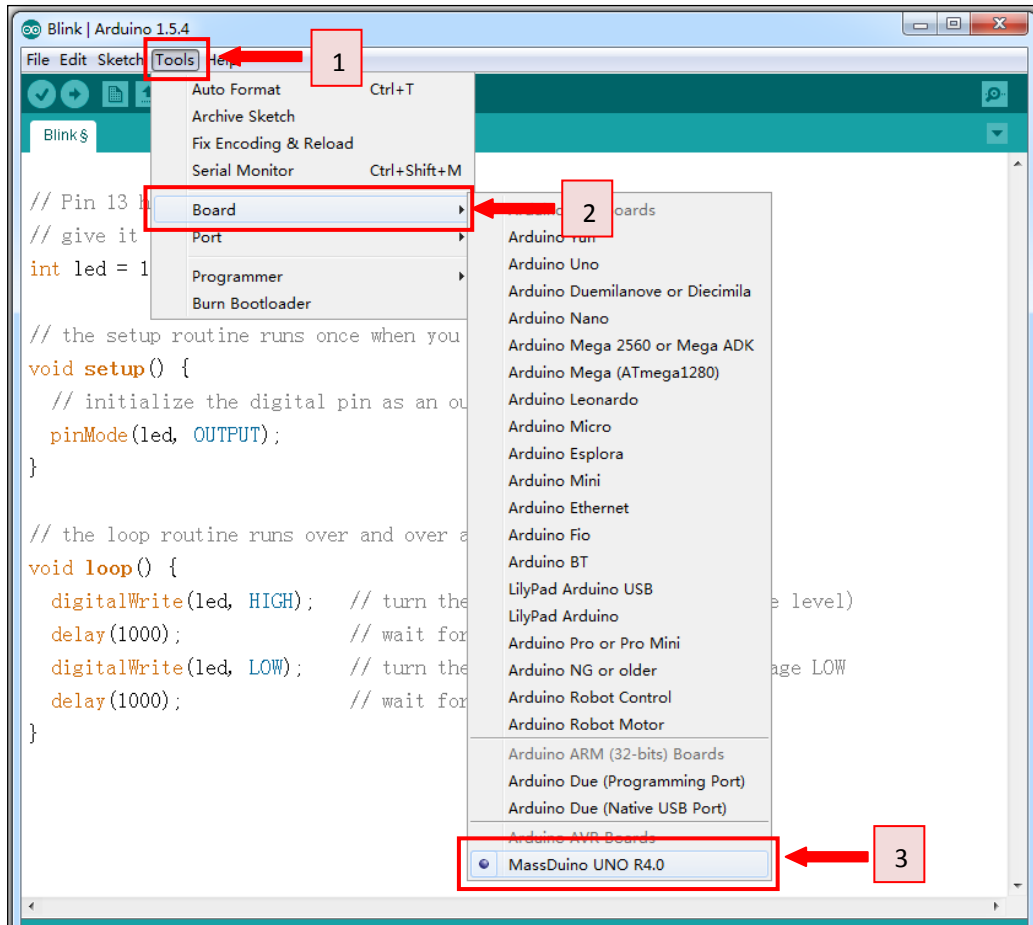 Blink | Arduino 1.5.4
File Edit Sketch Tools Help
1
Auto Format Ctrl+T
Archive Sketch
Fix Encoding & Reload
Serial Monitor Ctrl+Shift+M
Board
Port
Programmer
Burn Bootloader
2
Blink §
// Pin 13 h
// give it
int led = 1
// the setup routine runs once when you
void setup() {
// initialize the digital pin as an ou
pinMode(led, OUTPUT);
}
// the loop routine runs over and over a
void loop() {
digitalWrite(led, HIGH); // turn the e level)
delay(1000); // wait for
digitalWrite(led, LOW); // turn the age LOW
delay(1000); // wait for
}
Arduino oards
Arduino Yún
Arduino Uno
Arduino Duemilanove or Diecimila
Arduino Nano
Arduino Mega 2560 or Mega ADK
Arduino Mega (ATmega1280)
Arduino Leonardo
Arduino Micro
Arduino Esplora
Arduino Mini
Arduino Ethernet
Arduino Fio
Arduino BT
LilyPad Arduino USB
LilyPad Arduino
Arduino Pro or Pro Mini
Arduino NG or older
Arduino Robot Control
Arduino Robot Motor
Arduino ARM (32-bits) Boards
Arduino Due (Programming Port)
Arduino Due (Native USB Port)
Arduino AVR Boards
MassDuino UNO R4.0
3